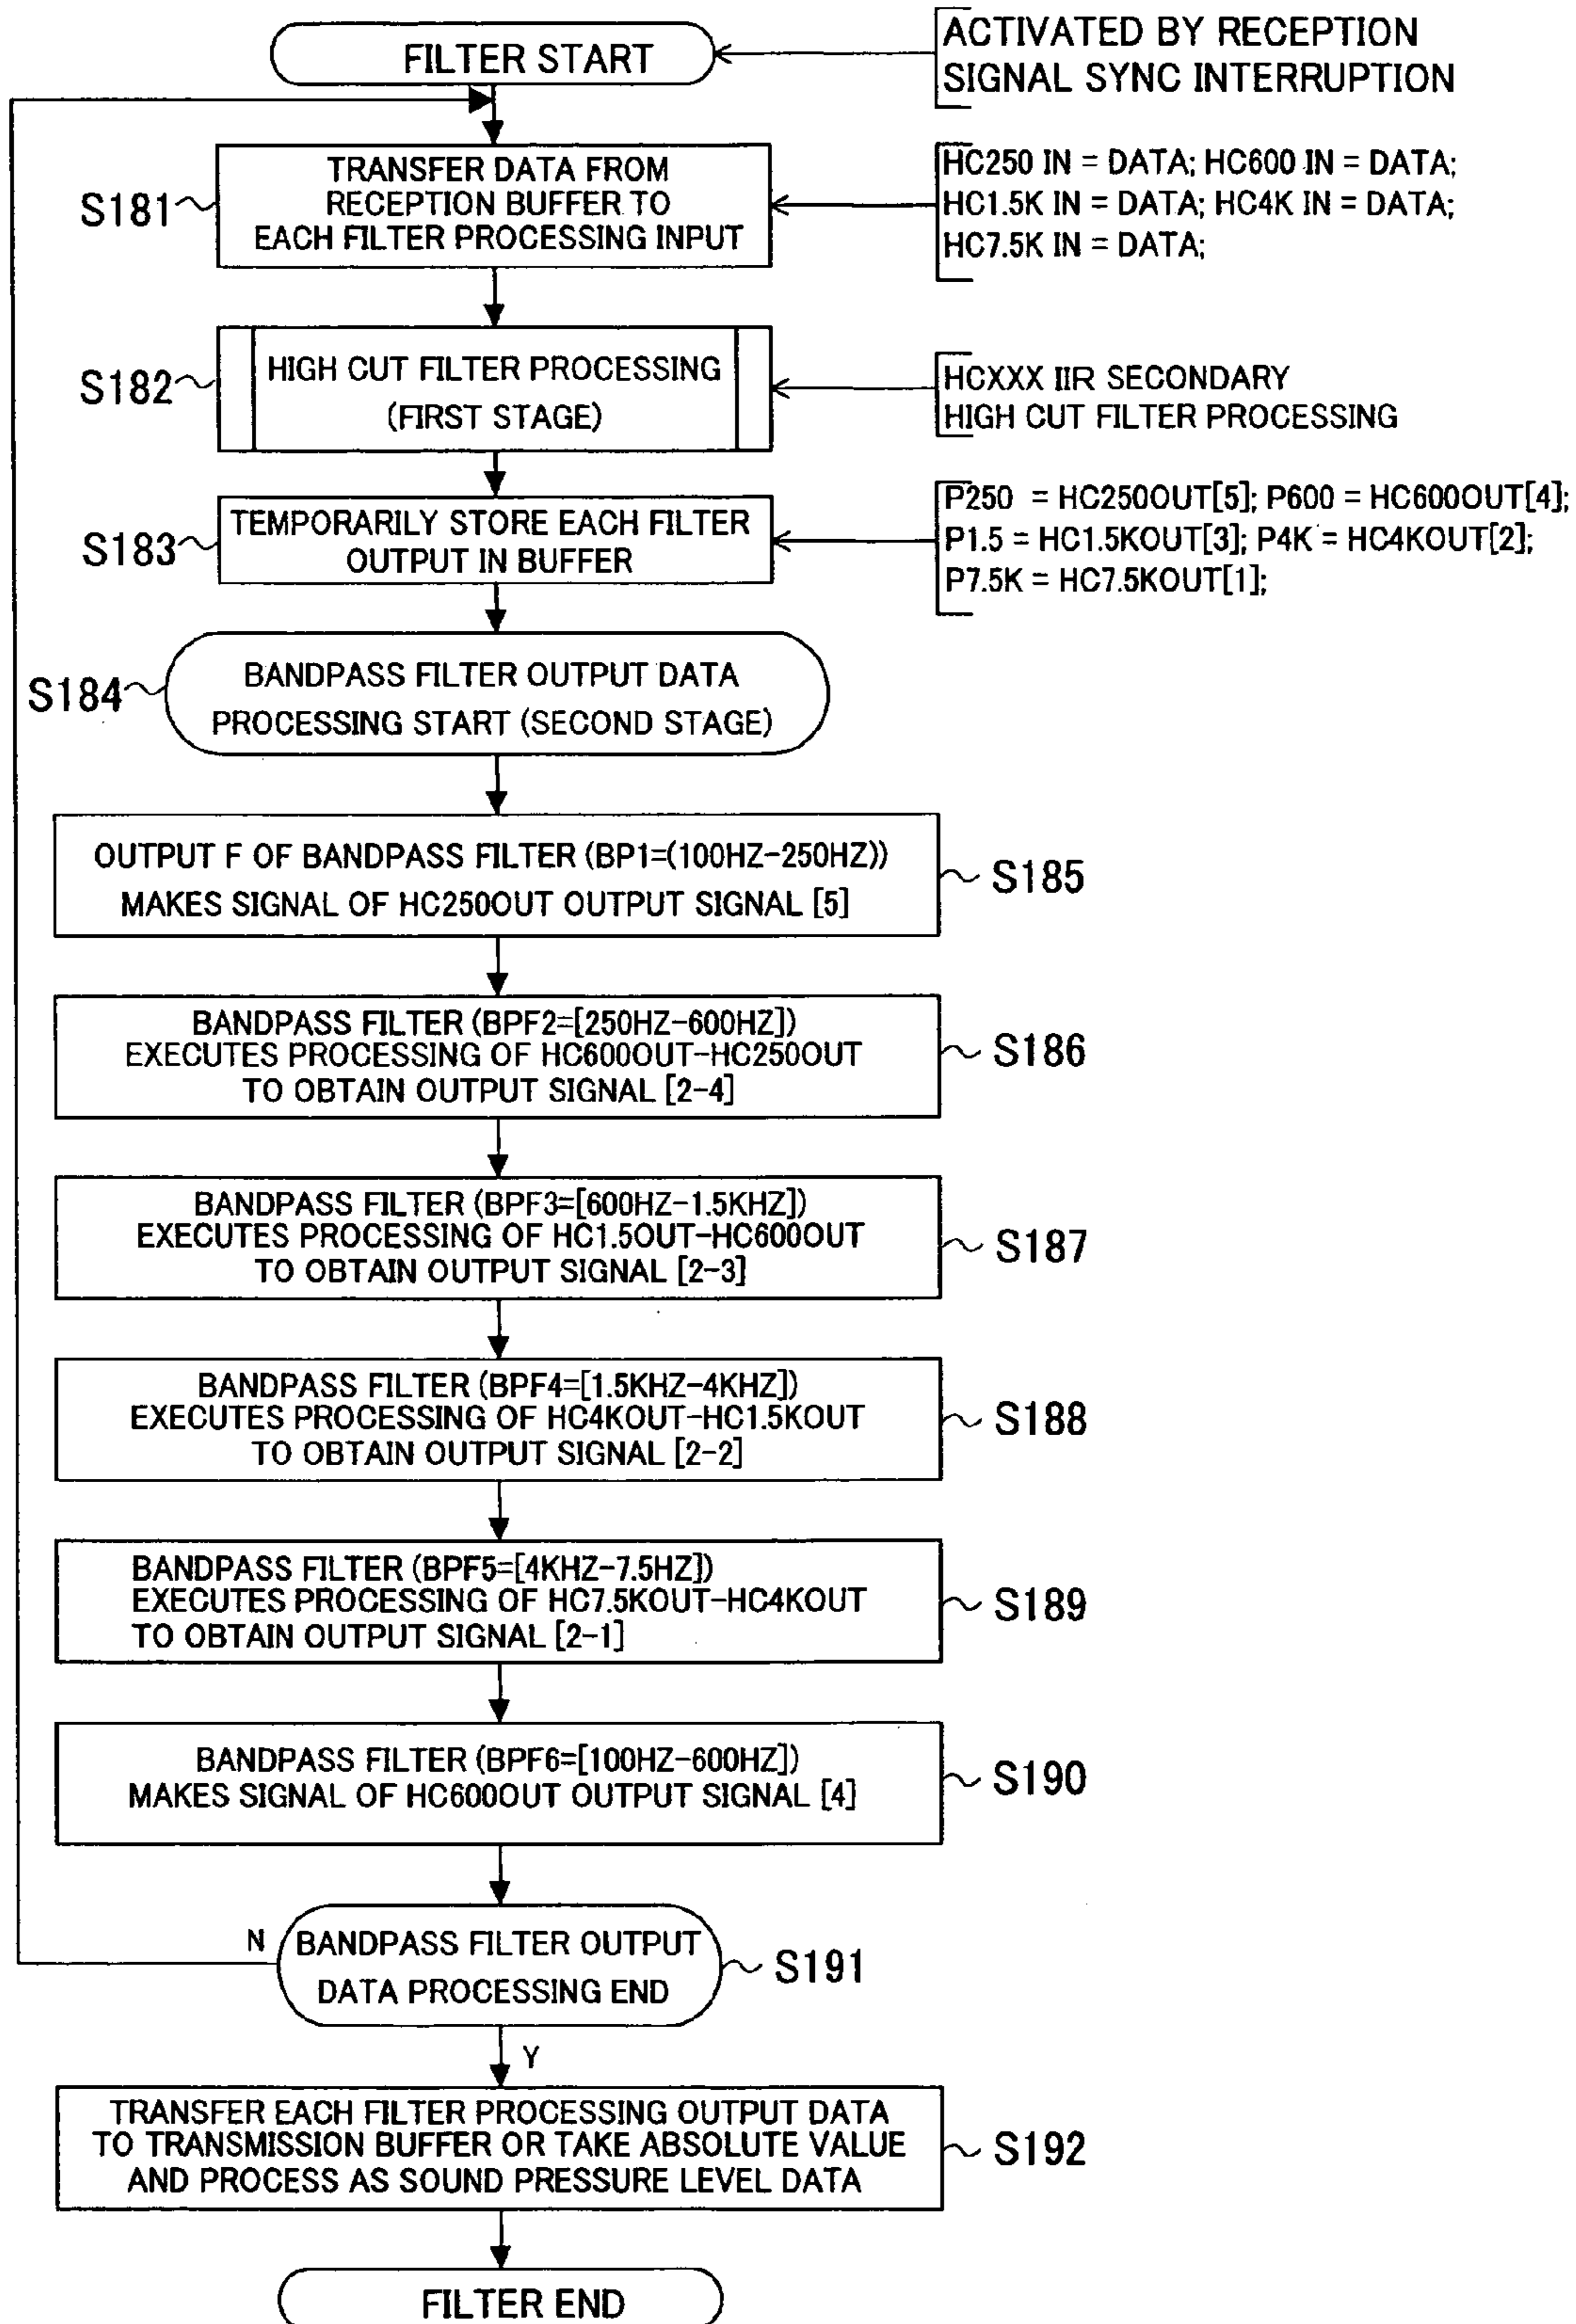 FILTER START
ACTIVATED BY RECEPTION
SIGNAL SYNC INTERRUPTION
S181
TRANSFER DATA FROM
RECEPTION BUFFER TO
EACH FILTER PROCESSING INPUT
HC250 IN = DATA; HC600 IN = DATA;
HC1.5K IN = DATA; HC4K IN = DATA;
HC7.5K IN = DATA;
S182
HIGH CUT FILTER PROCESSING
(FIRST STAGE)
HCXXX IIR SECONDARY
HIGH CUT FILTER PROCESSING
S183
TEMPORARILY STORE EACH FILTER
OUTPUT IN BUFFER
P250 = HC250OUT[5]; P600 = HC600OUT[4];
P1.5 = HC1.5KOUT[3]; P4K = HC4KOUT[2];
P7.5K = HC7.5KOUT[1];
S184
BANDPASS FILTER OUTPUT DATA
PROCESSING START (SECOND STAGE)
OUTPUT F OF BANDPASS FILTER (BP1=(100HZ-250HZ))
MAKES SIGNAL OF HC250OUT OUTPUT SIGNAL [5]
S185
BANDPASS FILTER (BPF2=[250HZ-600HZ])
EXECUTES PROCESSING OF HC600OUT-HC250OUT
TO OBTAIN OUTPUT SIGNAL [2-4]
S186
BANDPASS FILTER (BPF3=[600HZ-1.5KHZ])
EXECUTES PROCESSING OF HC1.5OUT-HC600OUT
TO OBTAIN OUTPUT SIGNAL [2-3]
S187
BANDPASS FILTER (BPF4=[1.5KHZ-4KHZ])
EXECUTES PROCESSING OF HC4KOUT-HC1.5KOUT
TO OBTAIN OUTPUT SIGNAL [2-2]
S188
BANDPASS FILTER (BPF5=[4KHZ-7.5HZ])
EXECUTES PROCESSING OF HC7.5KOUT-HC4KOUT
TO OBTAIN OUTPUT SIGNAL [2-1]
S189
BANDPASS FILTER (BPF6=[100HZ-600HZ])
MAKES SIGNAL OF HC600OUT OUTPUT SIGNAL [4]
S190
N
BANDPASS FILTER OUTPUT
DATA PROCESSING END
S191
Y
TRANSFER EACH FILTER PROCESSING OUTPUT DATA
TO TRANSMISSION BUFFER OR TAKE ABSOLUTE VALUE
AND PROCESS AS SOUND PRESSURE LEVEL DATA
S192
FILTER END